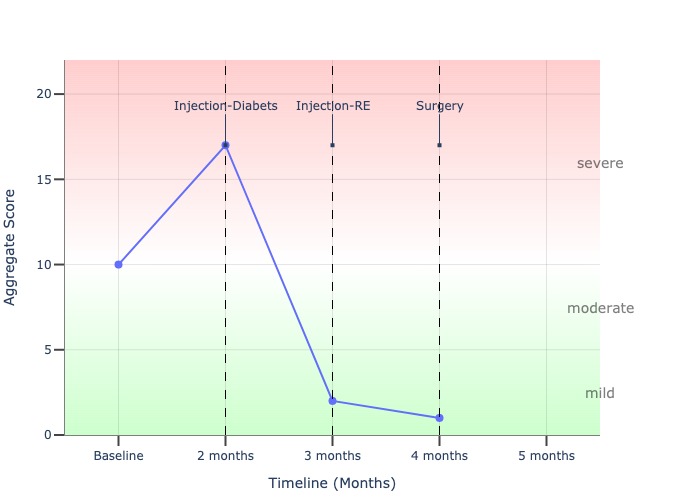 20
Injection-Diabets
Injection-RE
Surgery
severe
15
Aggregate Score
10
moderate
5
mild
0
Baseline
2 months
3 months
4 months
5 months
Timeline (Months)